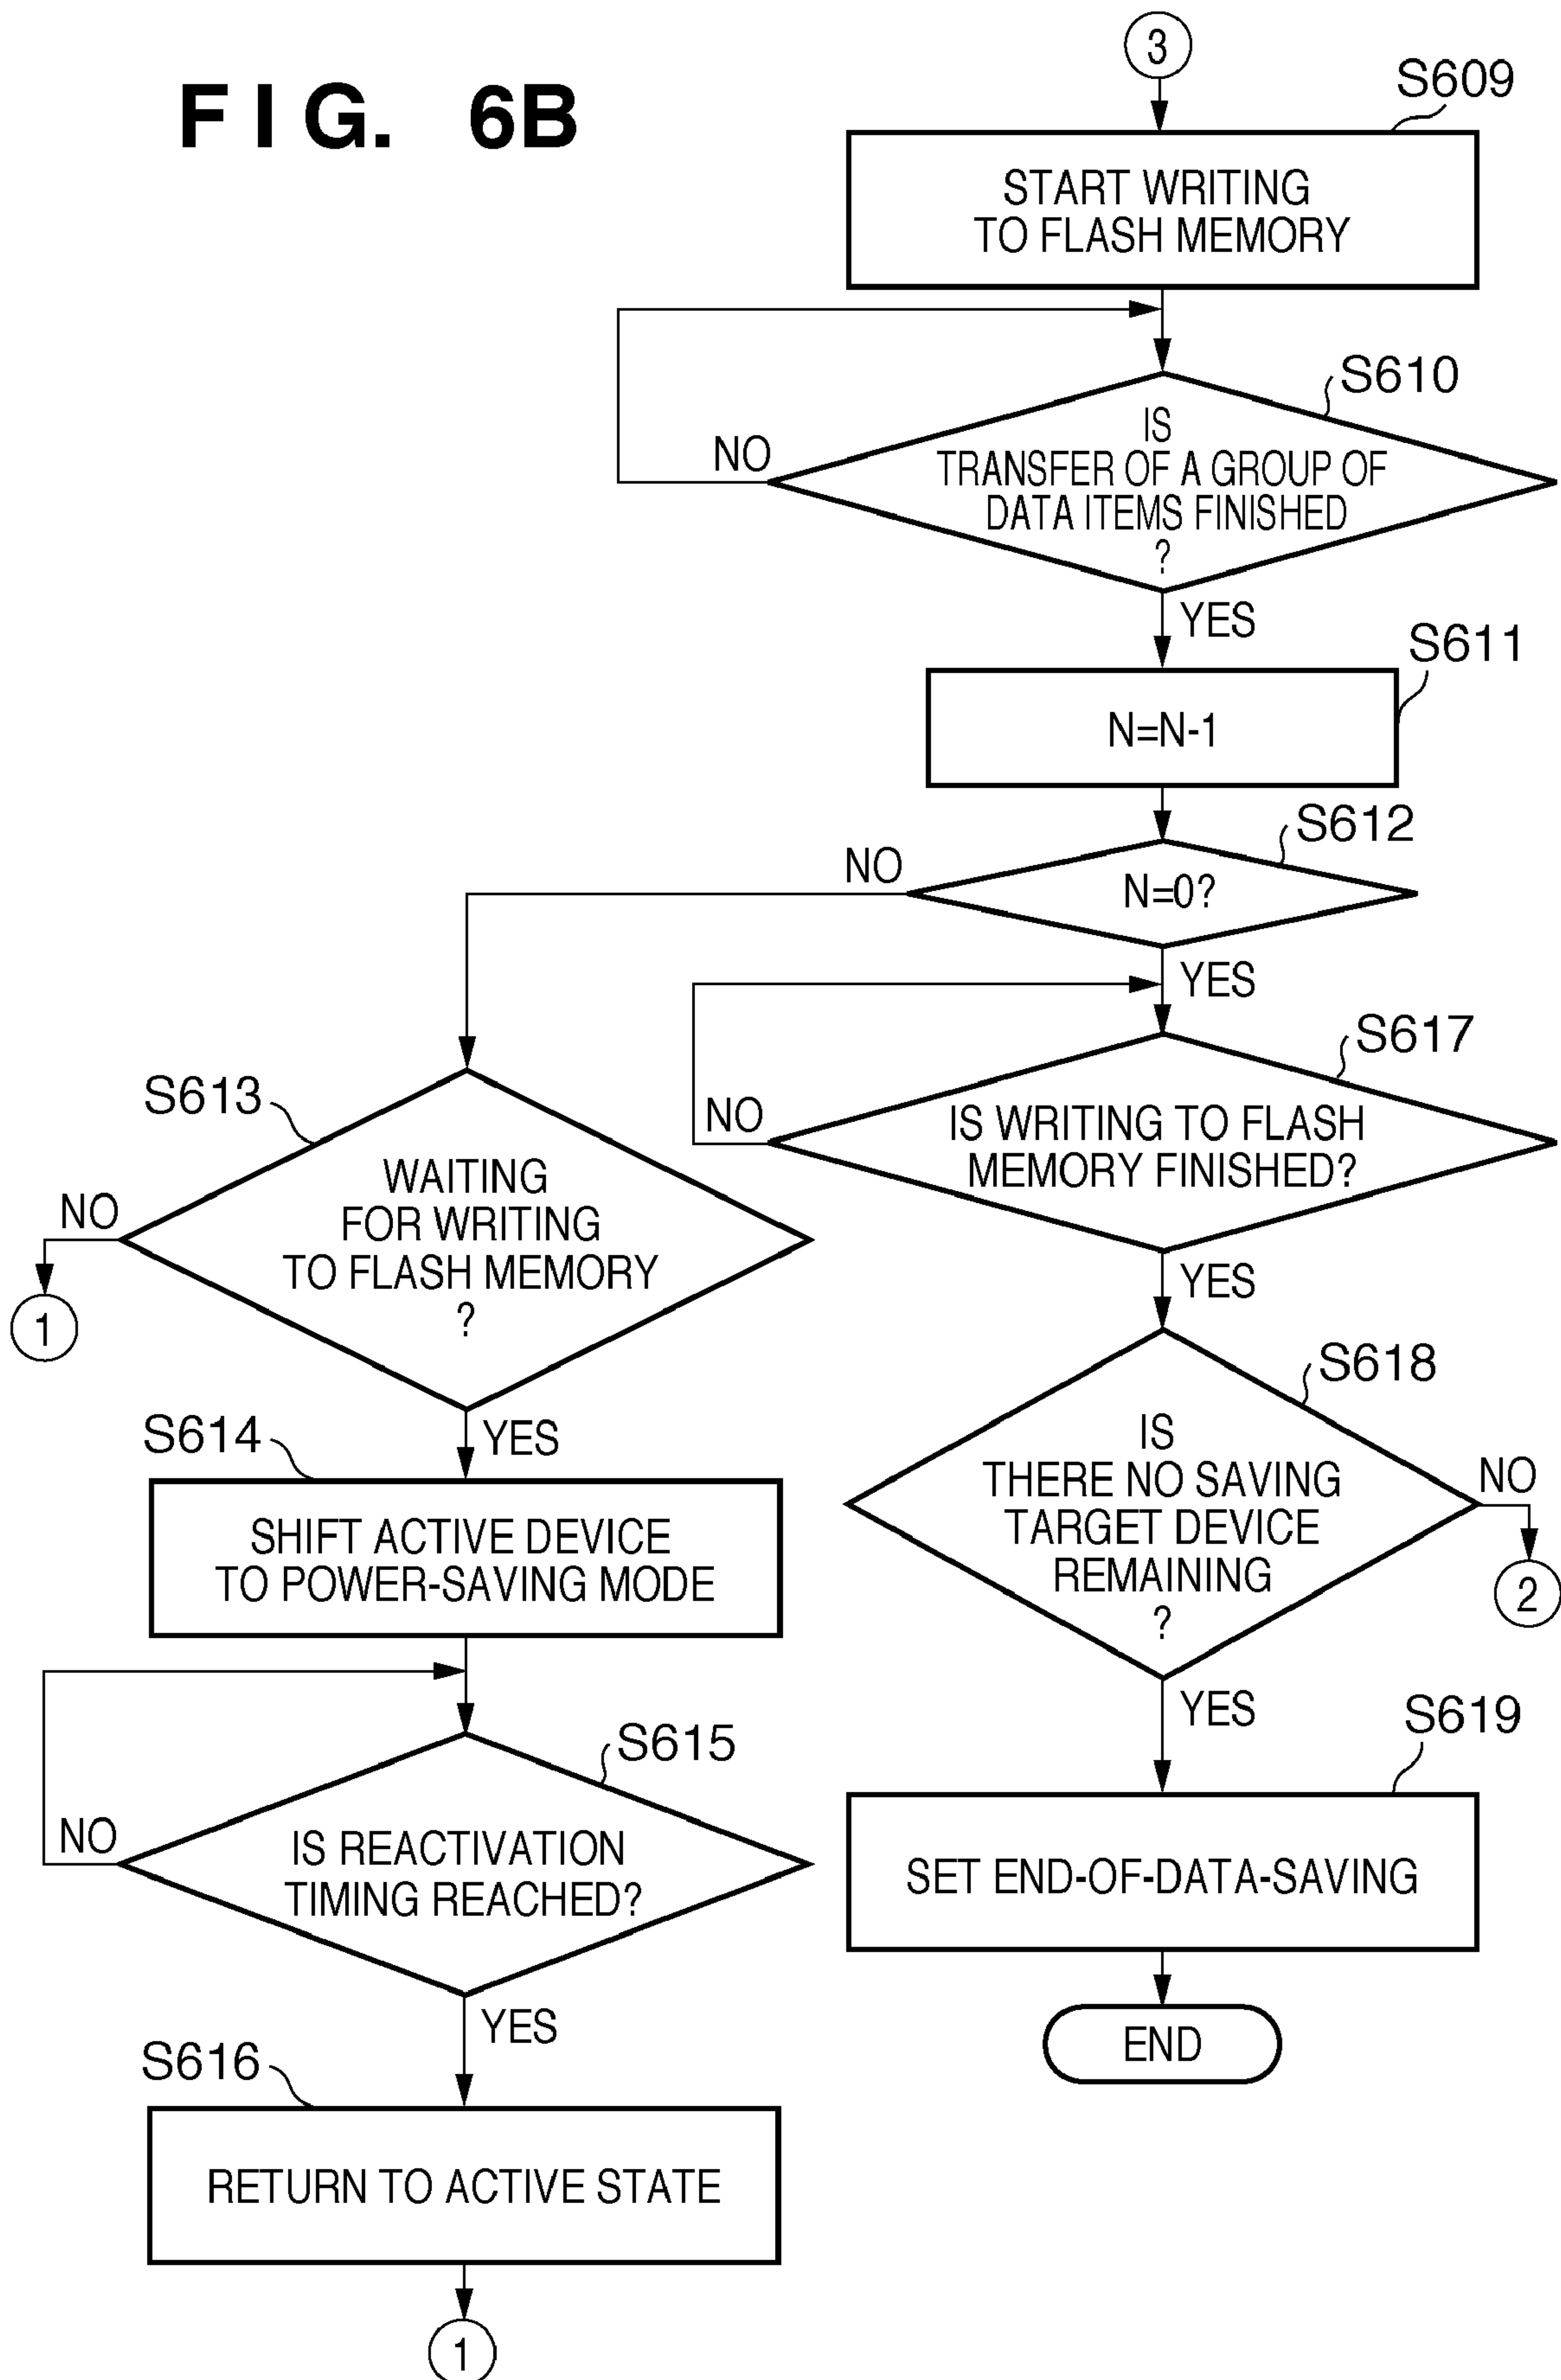 FIG. 6B
3
S609
START WRITING
TO FLASH MEMORY
S610
IS
TRANSFER OF A GROUP OF
DATA ITEMS FINISHED
?
NO
YES
S611
N=N-1
S612
N=0?
NO
YES
S617
IS WRITING TO FLASH
MEMORY FINISHED?
NO
YES
S613
WAITING
FOR WRITING
TO FLASH MEMORY
?
NO
1
YES
S614
SHIFT ACTIVE DEVICE
TO POWER-SAVING MODE
S615
IS REACTIVATION
TIMING REACHED?
NO
YES
S616
RETURN TO ACTIVE STATE
1
S618
IS
THERE NO SAVING
TARGET DEVICE
REMAINING
?
NO
2
YES
S619
SET END-OF-DATA-SAVING
END